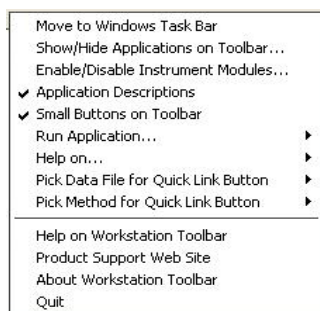 Move to Windows Task Bar
Show/Hide Applications on Toolbar...
Enable/Disable Instrument Modules...
Application Descriptions
Small Buttons on Toolbar
Run Application...
Help on...
Pick Data File for Quick Link Button
Pick Method for Quick Link Button
Help on Workstation Toolbar
Product Support Web Site
About Workstation Toolbar
Quit